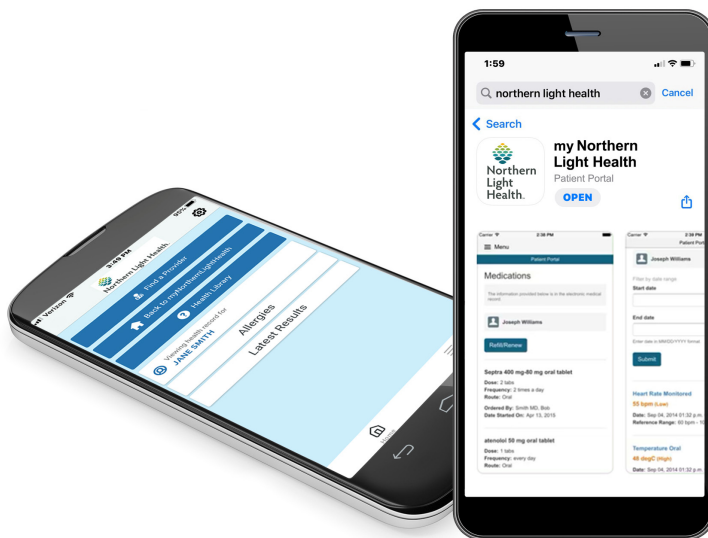 Verizon
3:49 PM
90%
Northern Light Health
Find a Provider
Back to myNorthernLightHealth
Health Library
Viewing health record for
JANE SMITH
Allergies
Latest Results
Home
1:59
northern light health
Cancel
Search
Northern
Light
Health.
my Northern
Light Health
Patient Portal
OPEN
Carrier 2:38 PM
Menu
Patient Portal
Medications
The information provided below is in the electronic medical
record.
Joseph Williams
Refill/Renew
Septra 400 mg-80 mg oral tablet
Dose: 2 tabs
Frequency: 2 times a day
Route: Oral
Ordered By: Smith MD, Bob
Date Started On: Apr 13, 2015
atenolol 50 mg oral tablet
Dose: 1 tabs
Frequency: every day
Route: Oral
Carrier 2:38 PM
Patient Port
Joseph Williams
Filter by date range
Start date
End date
Enter date in MM/DD/YYYY format.
Submit
Heart Rate Monitored
55 bpm (Low)
Date: Sep 04, 2014 01:32 p.m.
Reference Range: 60 bpm - 10
Temperature Oral
40 degC (High)
Date: Sep 04, 2014 01:32 p.m.